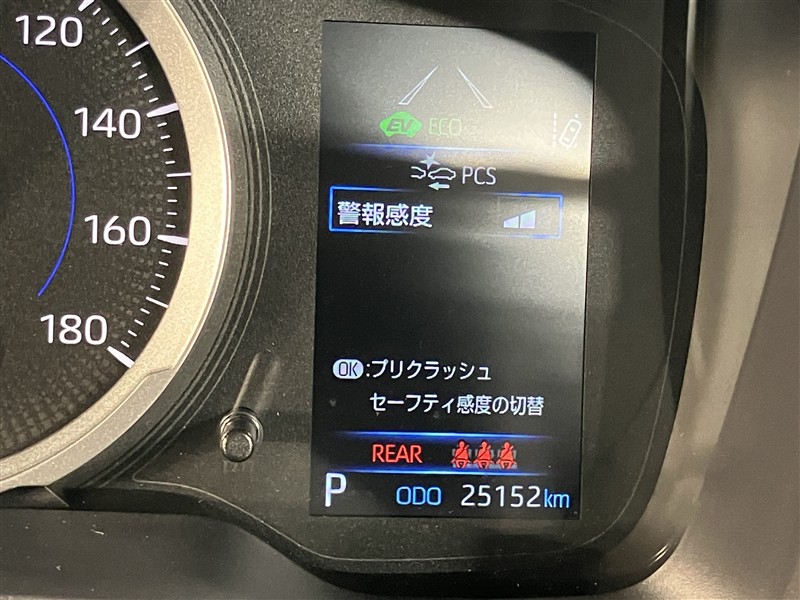 120
140
160
180
EV ECO
PCS
警報感度
OK:プリクラッシュ
セーフティ感度の切替
REAR
P ODO 25152km